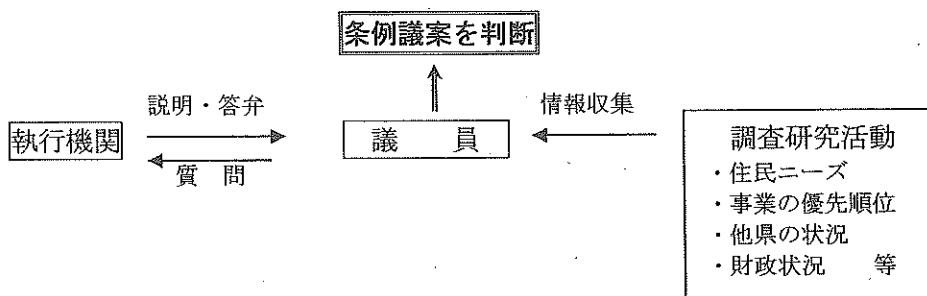 条例議案を判断
説明・答弁
情報収集
執行機関
議　　員
質　問
調査研究活動
・住民ニーズ
・事業の優先順位
・他県の状況
・財政状況　　等